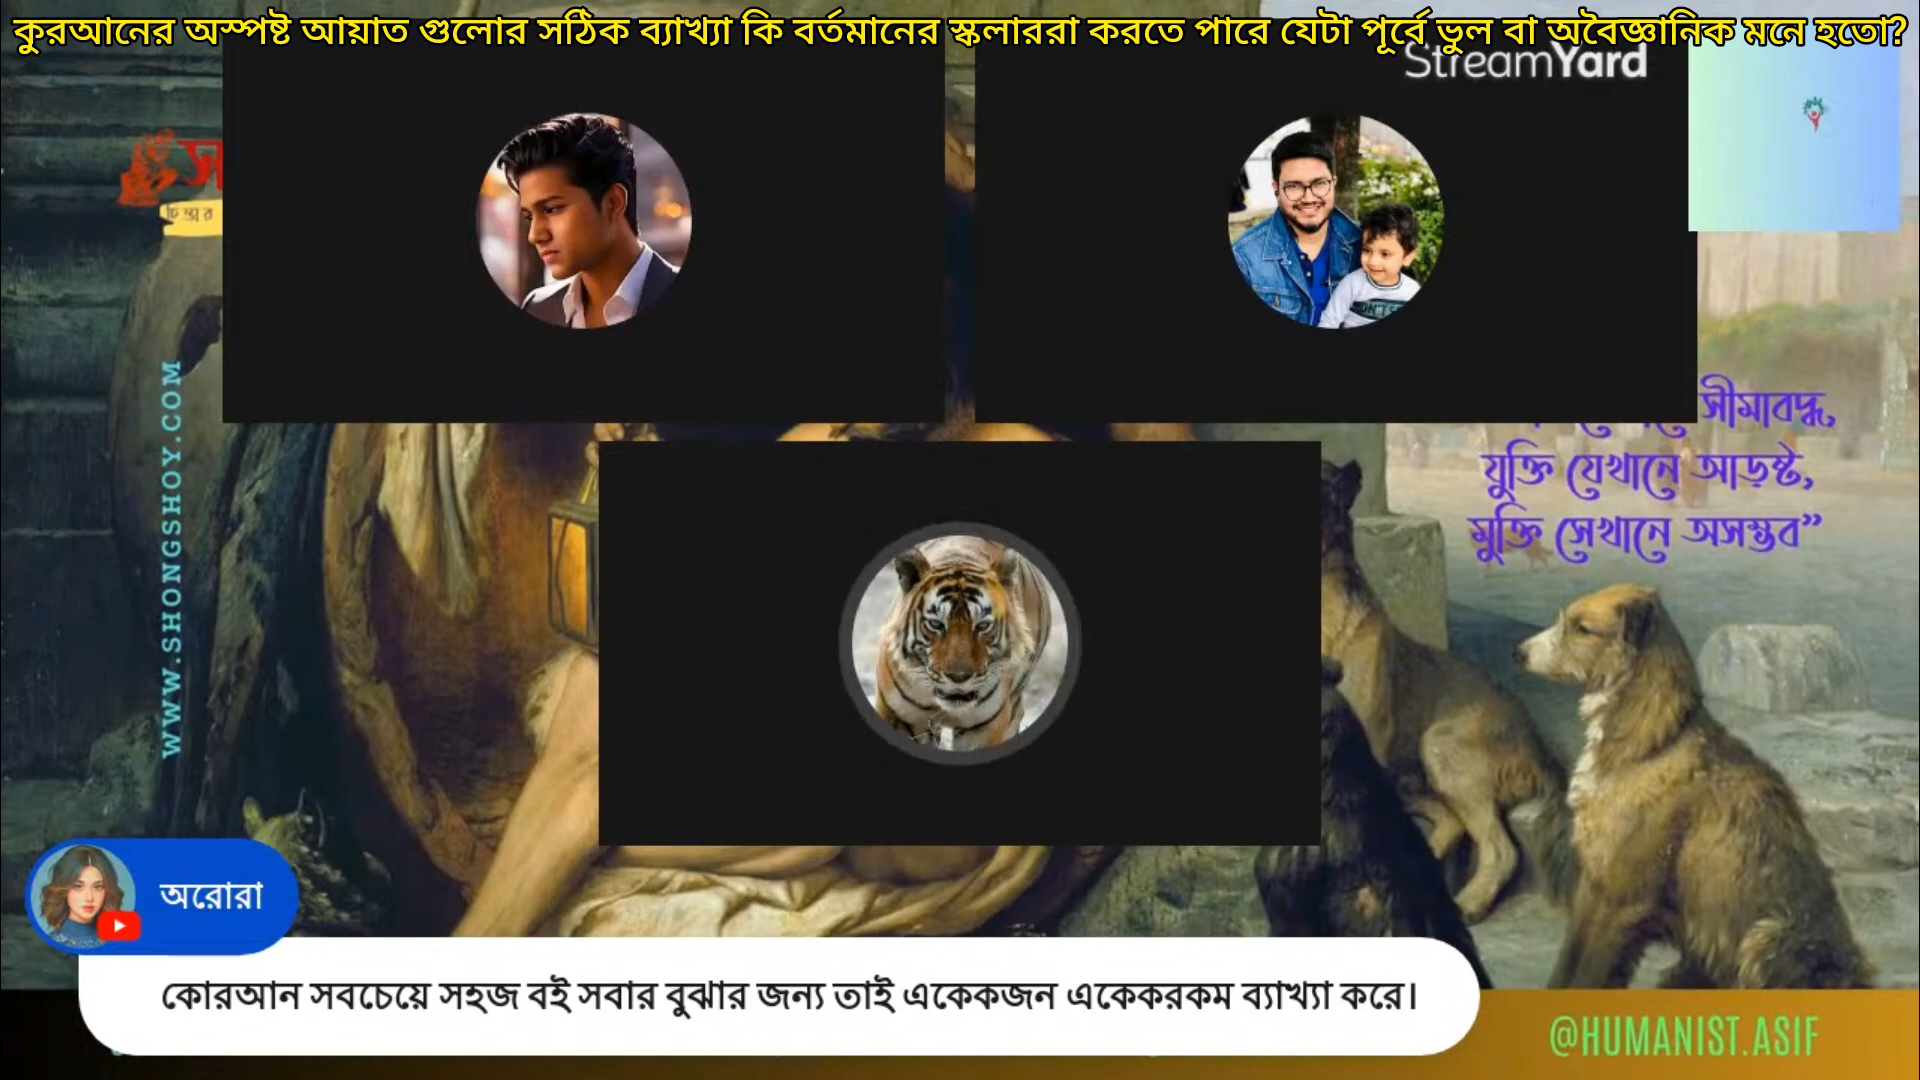 কুরআনের অস্পষ্ট আয়াত গুলোর সঠিক ব্যাখ্যা কি বর্তমানের স্কলাররা করতে পারে যেটা পূর্বে ভুল বা অবৈজ্ঞানিক মনে হতো?
StreamYard
WWW.SHONGSHOY.COM
সীমাবদ্ধ,
যুক্তি যেখানে আড়ষ্ট,
মুক্তি সেখানে অসম্ভব”
অরোরা
কোরআন সবচেয়ে সহজ বই সবার বুঝার জন্য তাই একেকজন একেকরকম ব্যাখ্যা করে।
@HUMANIST.ASIF